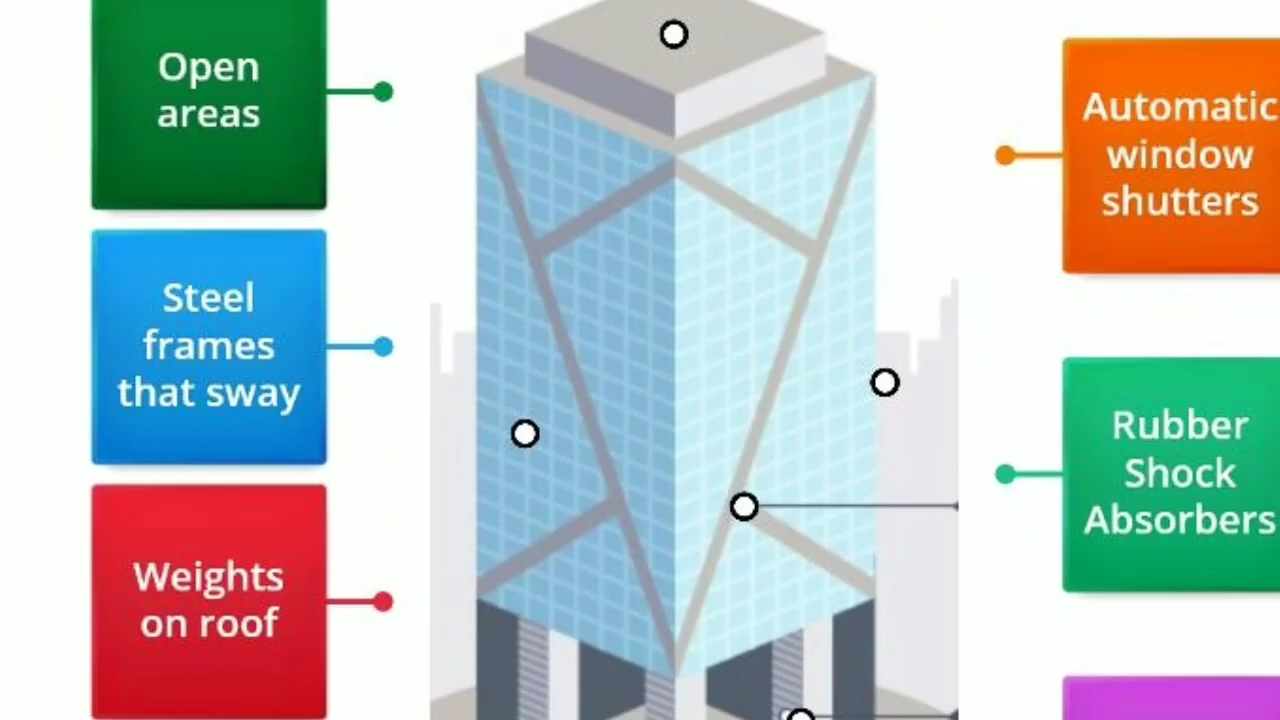 Open
areas
Steel
frames
that sway
Weights
on roof
Automatic
window
shutters
Rubber
Shock
Absorbers